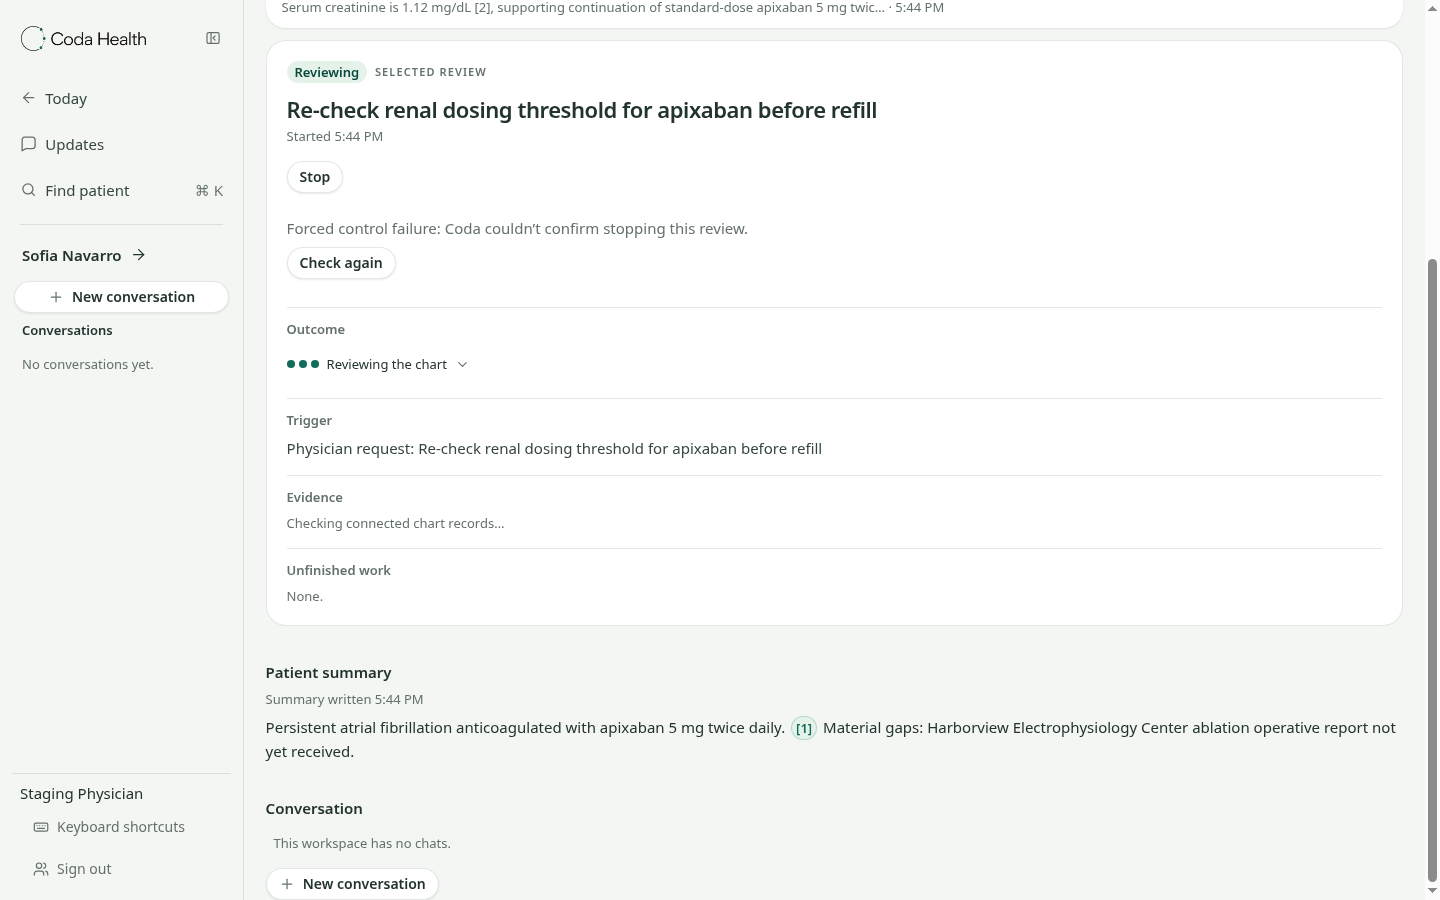 Coda Health
Today
Updates
Find patient ⌘ K
Sofia Navarro
New conversation
Conversations
No conversations yet.
Staging Physician
Keyboard shortcuts
Sign out
Serum creatinine is 1.12 mg/dL [2], supporting continuation of standard-dose apixaban 5 mg twic... · 5:44 PM
Reviewing SELECTED REVIEW
Re-check renal dosing threshold for apixaban before refill
Started 5:44 PM
Stop
Forced control failure: Coda couldn’t confirm stopping this review.
Check again
Outcome
Reviewing the chart
Trigger
Physician request: Re-check renal dosing threshold for apixaban before refill
Evidence
Checking connected chart records...
Unfinished work
None.
Patient summary
Summary written 5:44 PM
Persistent atrial fibrillation anticoagulated with apixaban 5 mg twice daily. [1] Material gaps: Harborview Electrophysiology Center ablation operative report not
yet received.
Conversation
This workspace has no chats.
New conversation